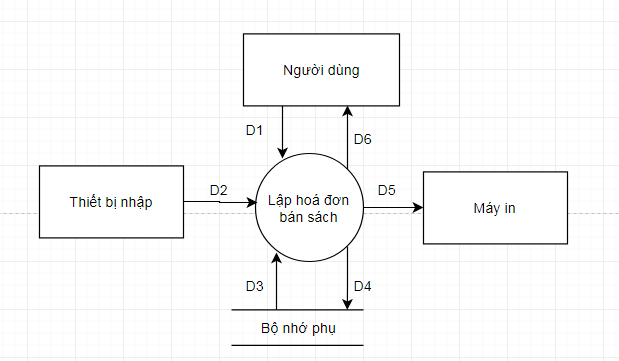 Người dùng
D1
D6
Thiết bị nhập
D2
Lập hoá đơn
bán sách
D5
Máy in
D3
D4
Bộ nhớ phụ